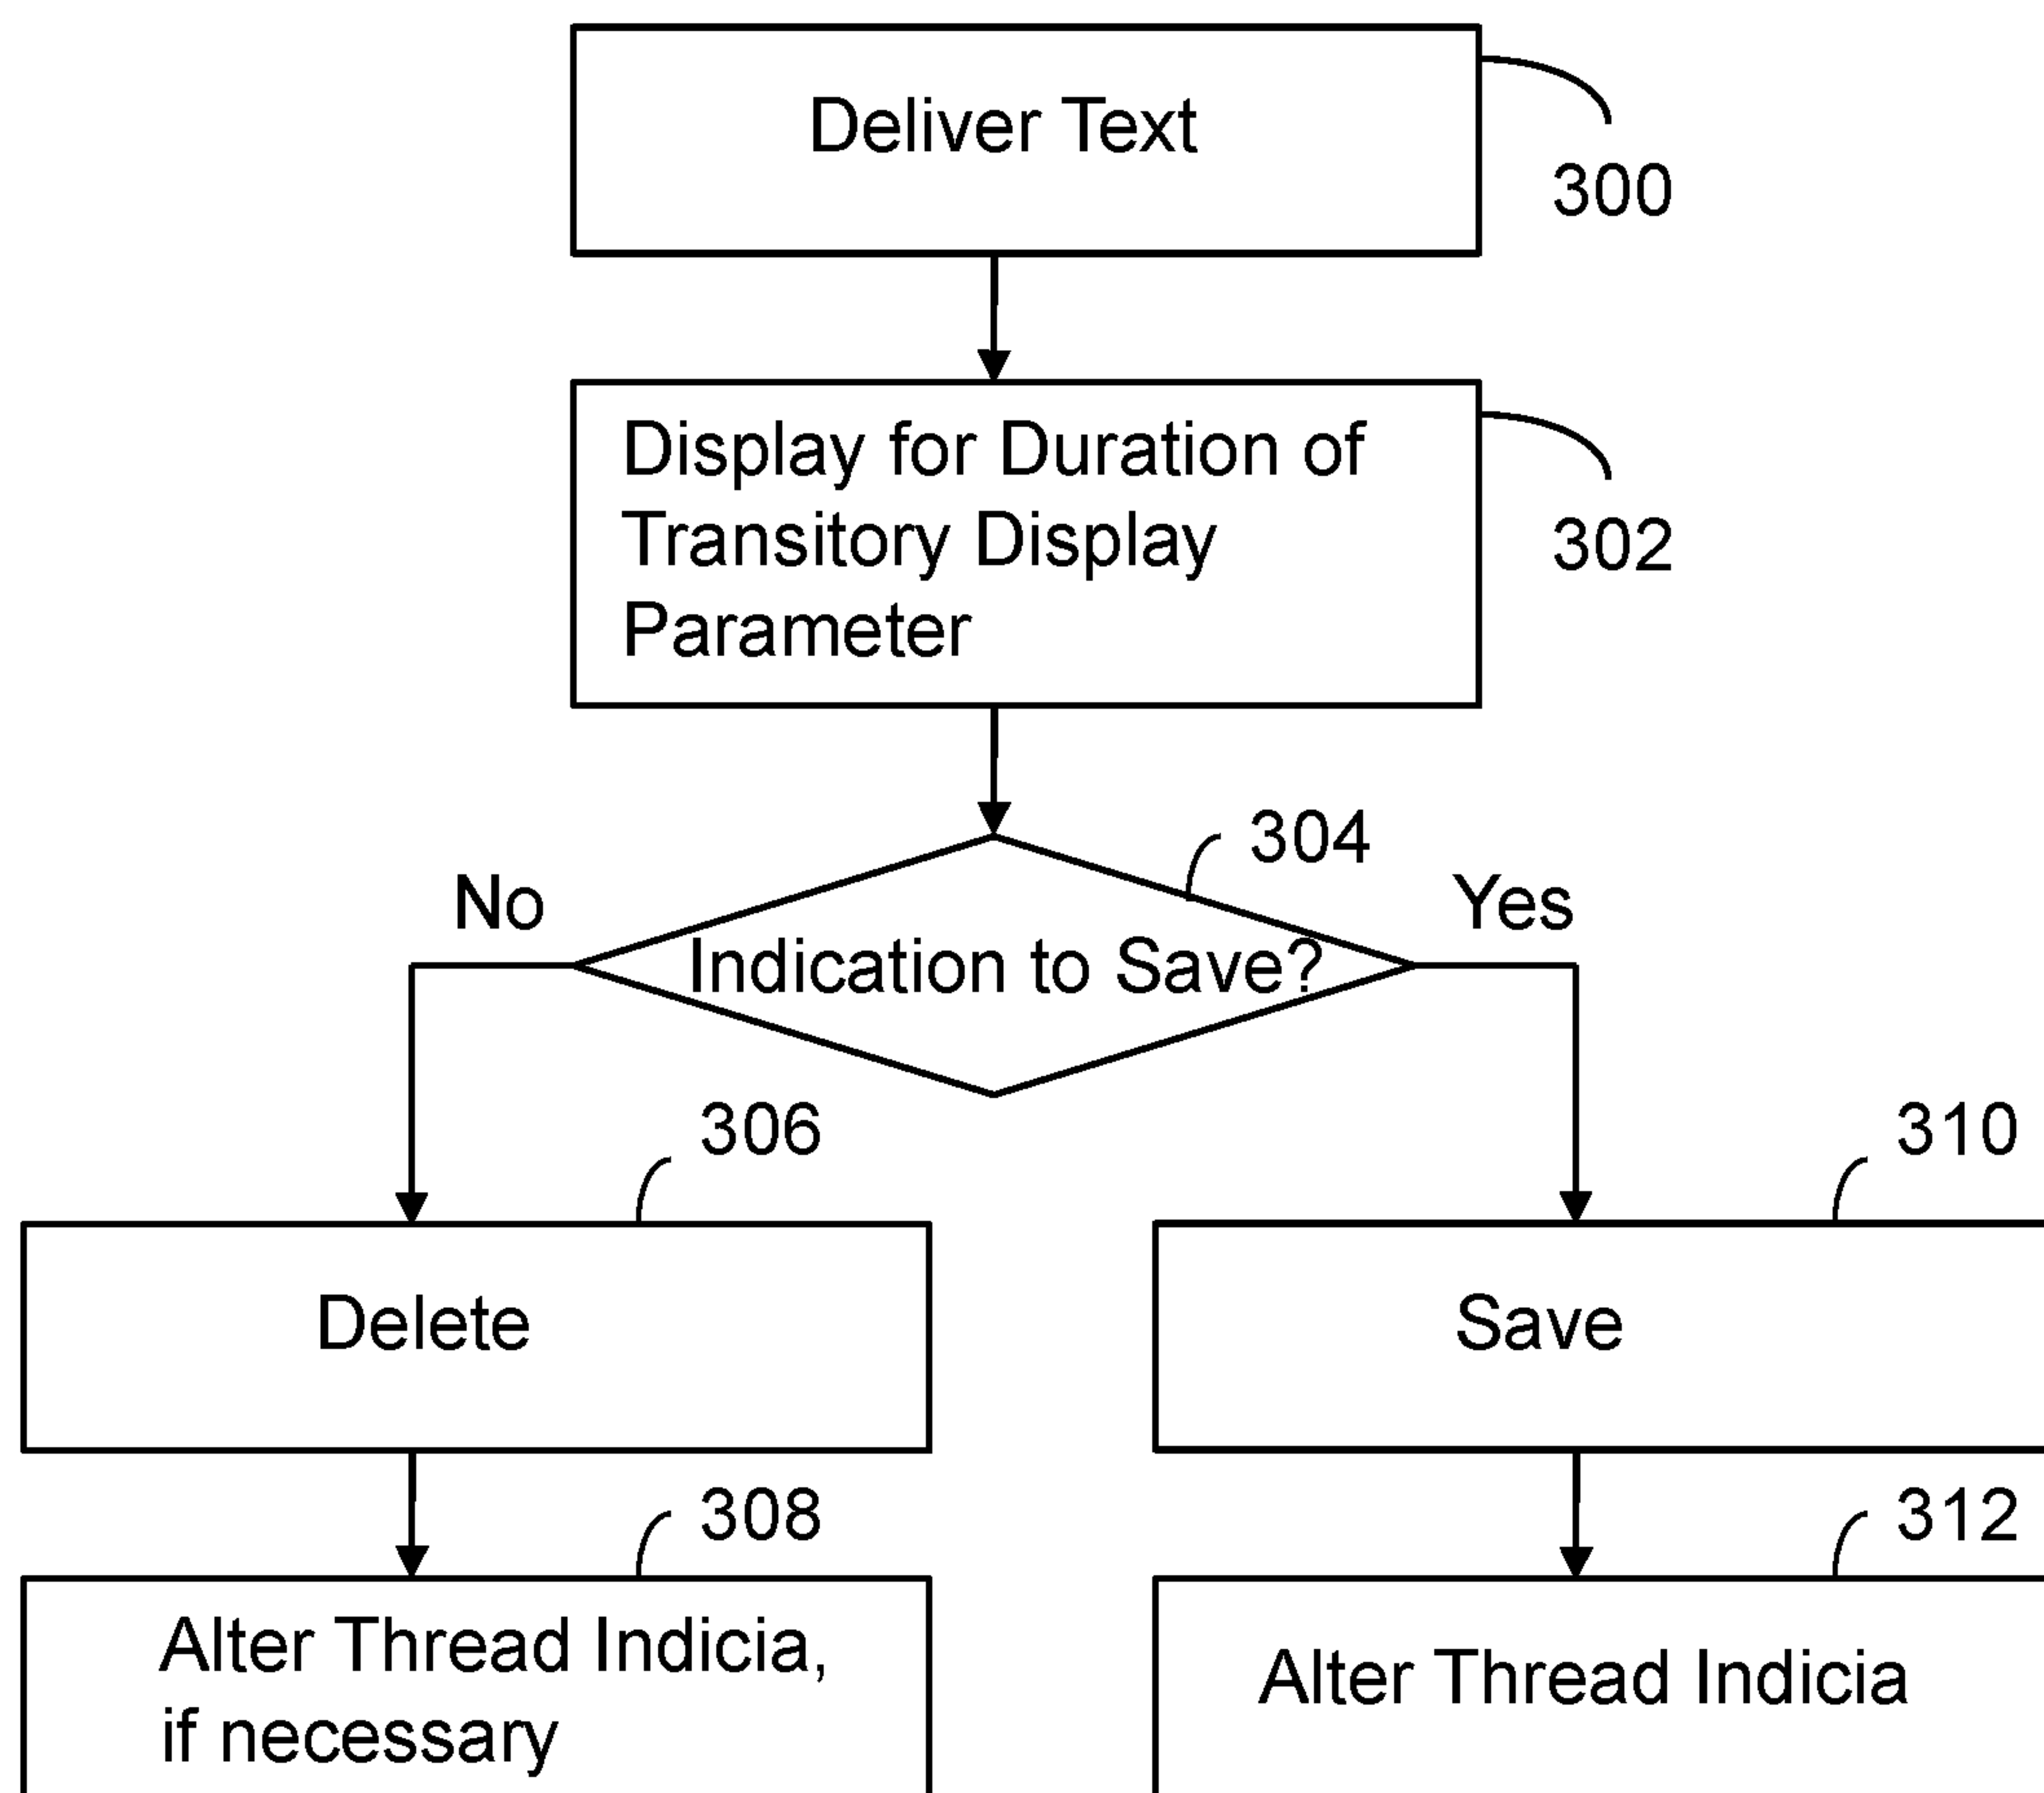 Deliver Text
300
Display for Duration of
Transitory Display
Parameter
302
304
No
Yes
Indication to Save?
306
310
Delete
Save
308
312
Alter Thread Indicia,
if necessary
Alter Thread Indicia